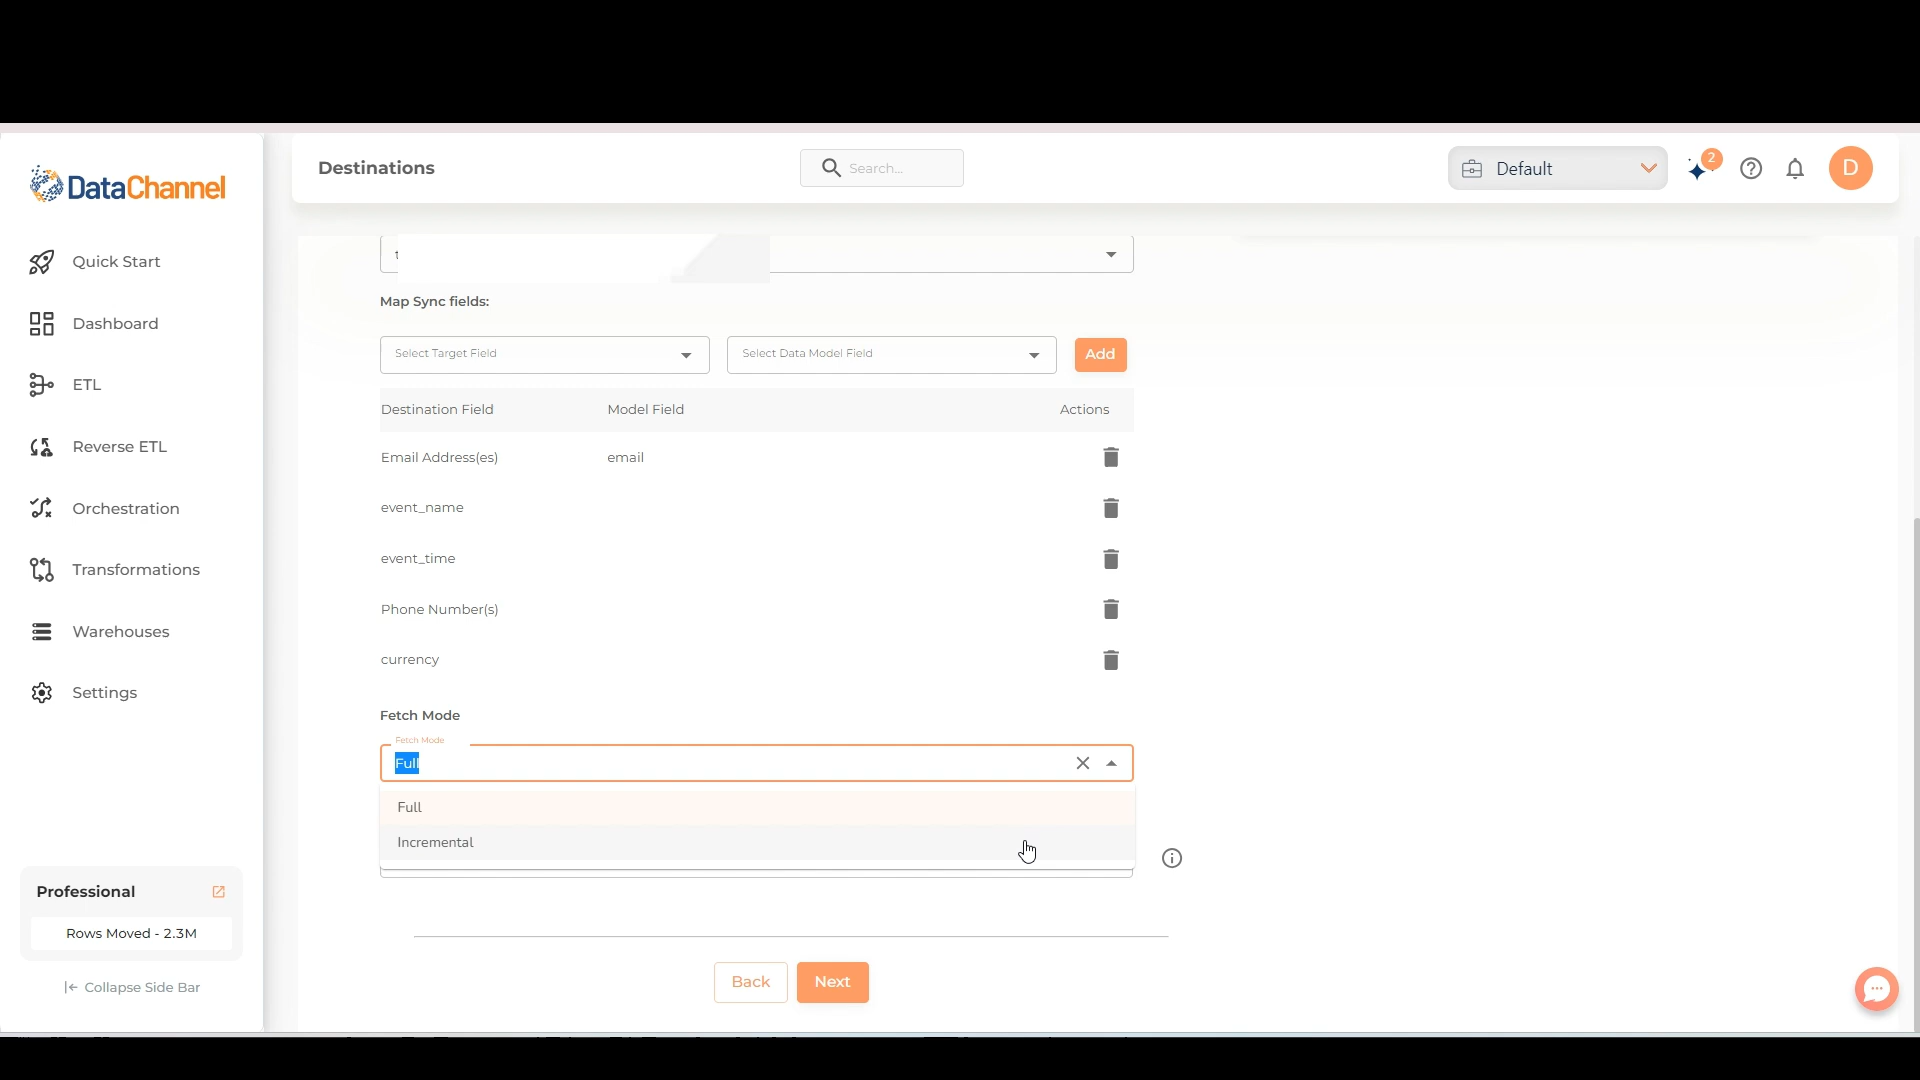 Destinations
Search...
Default
2
D
DataChannel
Quick Start
Dashboard
ETL
Reverse ETL
Orchestration
Transformations
Warehouses
Settings
Professional
Rows Moved - 2.3M
Collapse Side Bar
Map Sync fields:
Select Target Field
Select Data Model Field
Add
Destination Field
Model Field
Actions
Email Address(es)
email
event_name
event_time
Phone Number(s)
currency
Fetch Mode
Fetch Mode
Full
Full
Incremental
Back
Next